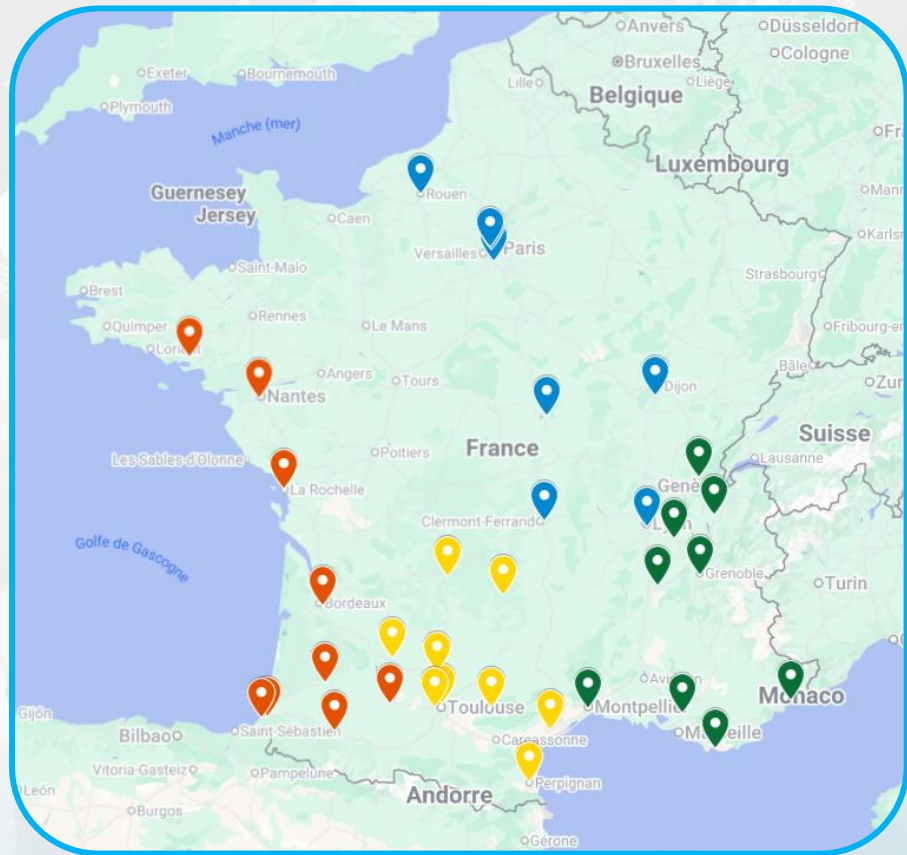 Anvers
Düsseldorf
Cologne
Exeter
Bournemouth
Bruxelles
Lille
Liège
Belgique
Plymouth
Manche (mer)
Luxembourg
Guernesey
Jersey
Rouen
Caen
Versailles
Paris
Karlsr
Saint-Malo
Strasbourg
Brest
Quimper
Rennes
Le Mans
Fribourg-en
Lorient
Angers
Tours
Bâle
Dijon
Zur
Nantes
France
Suisse
Poitiers
Les Sables-d'Olonne
Lausanne
La Rochelle
Genè
Clermont-Ferrand
Lyon
Golfe de Gascogne
Grenoble
Turin
Bordeaux
Avignon
Monaco
Toulouse
Montpellier
Gijón
Bilbao
Saint-Sébastien
Carcassonne
Marseille
Vitoria-Gasteiz
Pampelune
Perpignan
León
Andorre
Burgos
Gérone